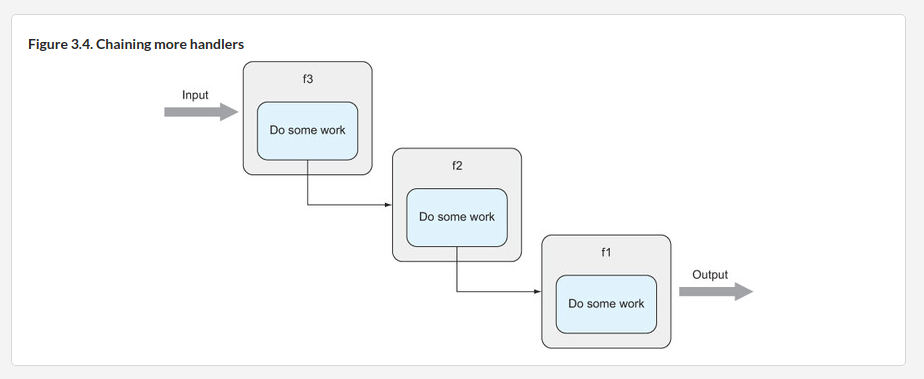 Figure 3.4. Chaining more handlers
Input
f3
Do some work
f2
Do some work
f1
Do some work
Output